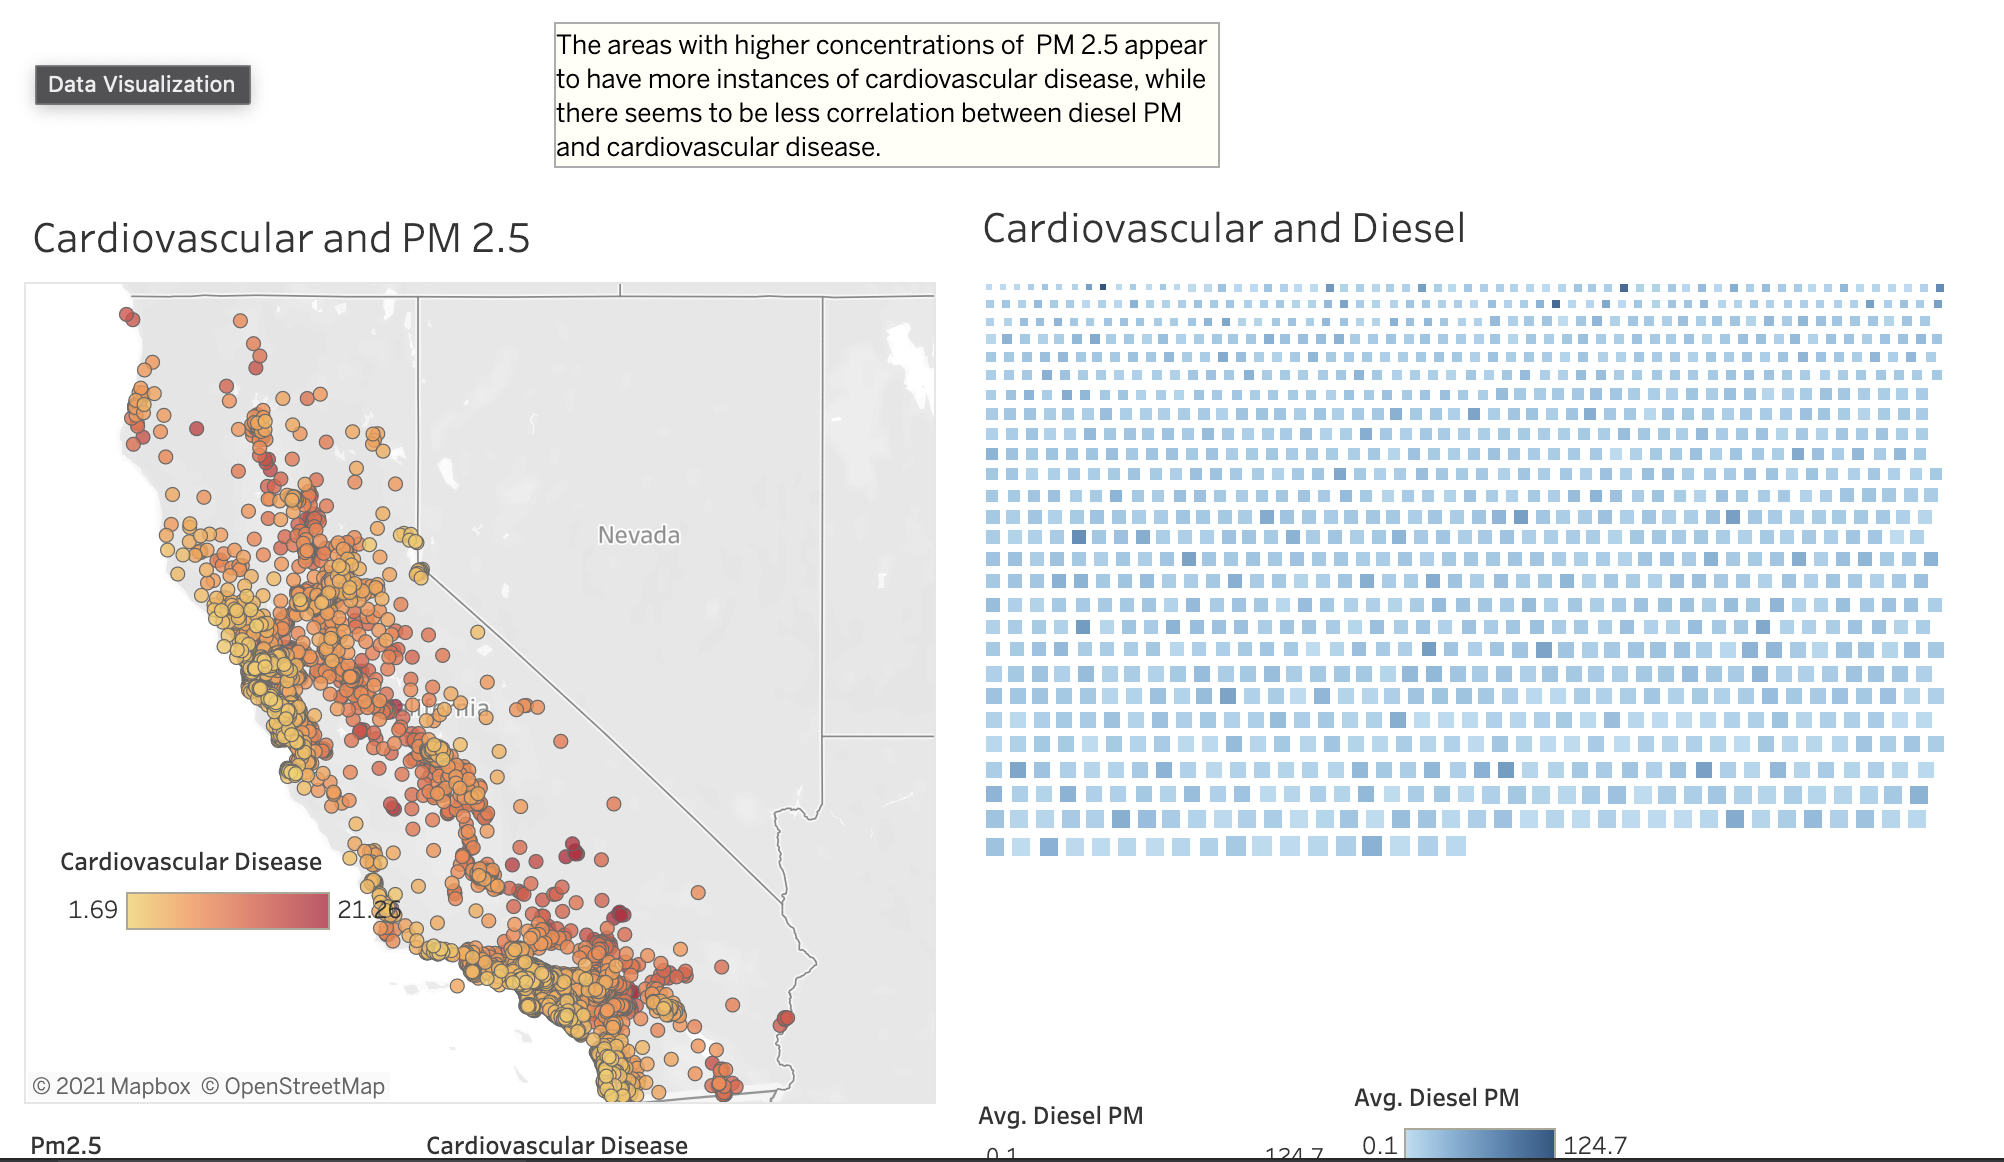 The areas with higher concentrations of  PM 2.5 appear
to have more instances of cardiovascular disease, while
there seems to be less correlation between diesel PM
and cardiovascular disease.
Data Visualization
Cardiovascular and PM 2.5
Cardiovascular and Diesel
Nevada
Cardiovascular Disease
1.69
21.26
© 2021 Mapbox © OpenStreetMap
Pm2.5
Cardiovascular Disease
Avg. Diesel PM
0.1
124.7
Avg. Diesel PM
0.1
124.7